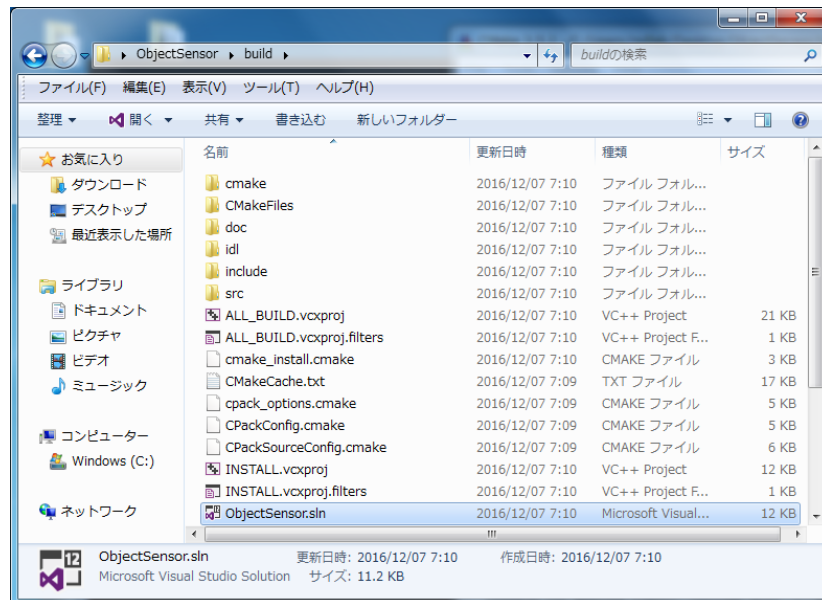 ObjectSensor build buildの検索
ファイル(F) 編集(E) 表示(V) ツール(T) ヘルプ(H)
整理 開く 共有 書き込む 新しいフォルダー
お気に入り
ダウンロード
デスクトップ
最近表示した場所
ライブラリ
ドキュメント
ピクチャ
ビデオ
ミュージック
コンピューター
Windows (C:)
ネットワーク
名前 更新日時 種類 サイズ
cmake 2016/12/07 7:10 ファイル フォル...
CMakeFiles 2016/12/07 7:10 ファイル フォル...
doc 2016/12/07 7:10 ファイル フォル...
idl 2016/12/07 7:10 ファイル フォル...
include 2016/12/07 7:10 ファイル フォル...
src 2016/12/07 7:10 ファイル フォル...
ALL_BUILD.vcxproj 2016/12/07 7:10 VC++ Project 21 KB
ALL_BUILD.vcxproj.filters 2016/12/07 7:10 VC++ Project F... 1 KB
cmake_install.cmake 2016/12/07 7:10 CMAKE ファイル 3 KB
CMakeCache.txt 2016/12/07 7:09 TXT ファイル 17 KB
cpack_options.cmake 2016/12/07 7:09 CMAKE ファイル 5 KB
CPackConfig.cmake 2016/12/07 7:09 CMAKE ファイル 5 KB
CPackSourceConfig.cmake 2016/12/07 7:09 CMAKE ファイル 6 KB
INSTALL.vcxproj 2016/12/07 7:10 VC++ Project 12 KB
INSTALL.vcxproj.filters 2016/12/07 7:10 VC++ Project F... 1 KB
ObjectSensor.sln 2016/12/07 7:10 Microsoft Visual... 12 KB
12 ObjectSensor.sln 更新日時: 2016/12/07 7:10 作成日時: 2016/12/07 7:10
Microsoft Visual Studio Solution サイズ: 11.2 KB